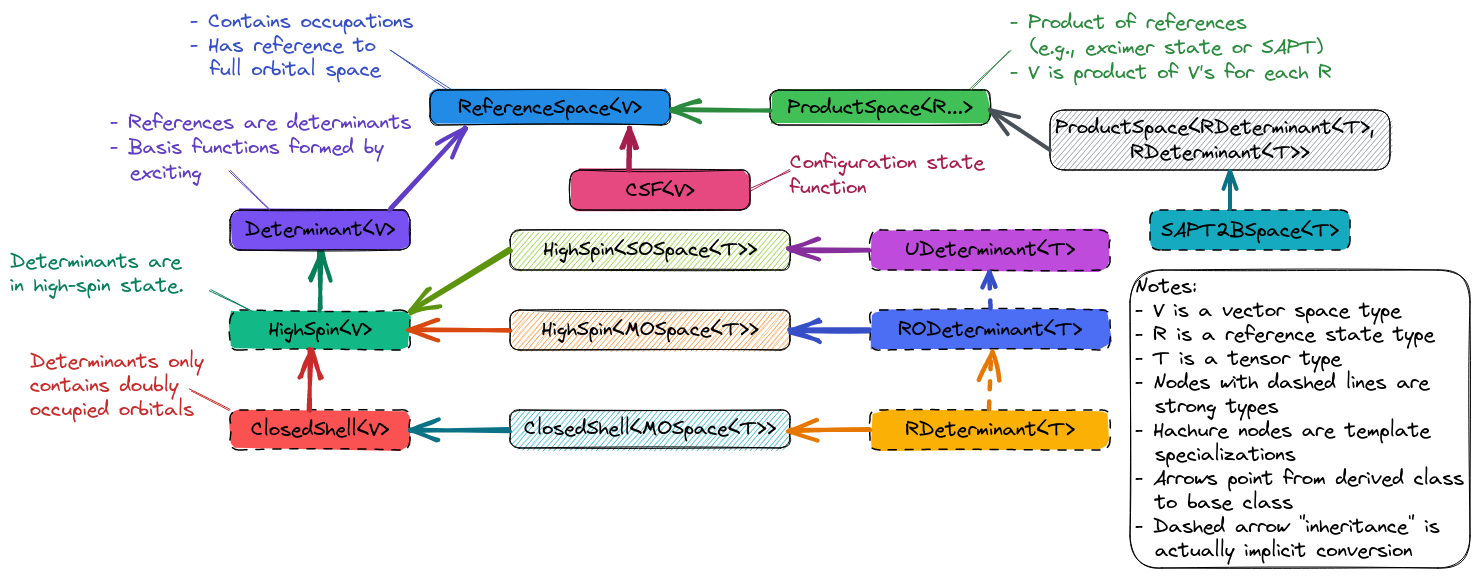 - Contains occupations
- Has reference to
full orbital space
- Product of references
(e.g., excimer state or SAPT)
- V is product of V's for each R
ReferenceSpace<V>
ProductSpace<R...>
- References are determinants
- Basis functions formed by
exciting
ProductSpace<RDeterminant<T>,
RDeterminant<T>>
Configuration state
function
CSF<V>
Determinant<V>
SAPT2BSpace<T>
HighSpin<SOSpace<T>>
UDeterminant<T>
Determinants are
in high-spin state.
HighSpin<V>
HighSpin<MOSpace<T>>
RODeterminant<T>
Determinants only
contains doubly
occupied orbitals
ClosedShell<V>
ClosedShell<MOSpace<T>>
RDeterminant<T>
Notes:
- V is a vector space type
- R is a reference state type
- T is a tensor type
- Nodes with dashed lines are
strong types
- Hachure nodes are template
specializations
- Arrows point from derived class
to base class
- Dashed arrow "inheritance" is
actually implicit conversion